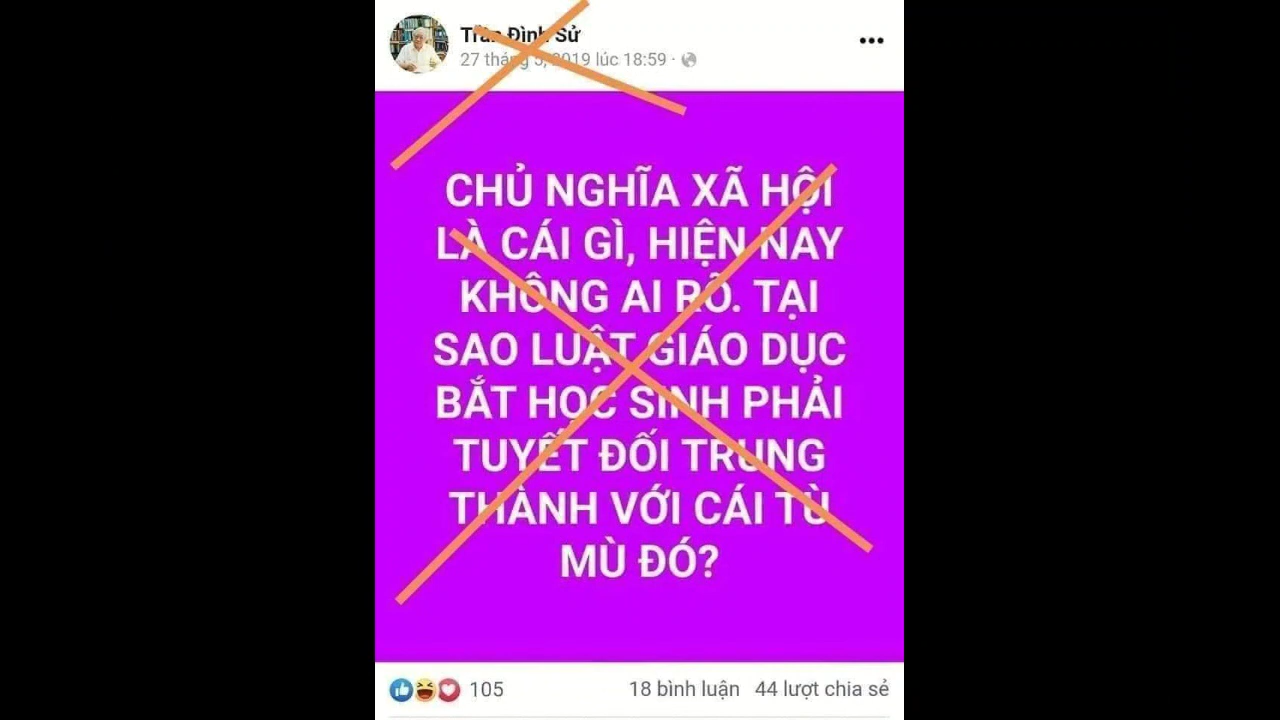 Trần Đình Sử
27 tháng 5, 2019 lúc 18:59 ·
CHỦ NGHĨA XÃ HỘI
LÀ CÁI GÌ, HIỆN NAY
KHÔNG AI RÕ. TẠI
SAO LUẬT GIÁO DỤC
BẮT HỌC SINH PHẢI
TUYẾT ĐỐI TRUNG
THÀNH VỚI CÁI TÙ
MÙ ĐÓ?
105
18 bình luận 44 lượt chia sẻ